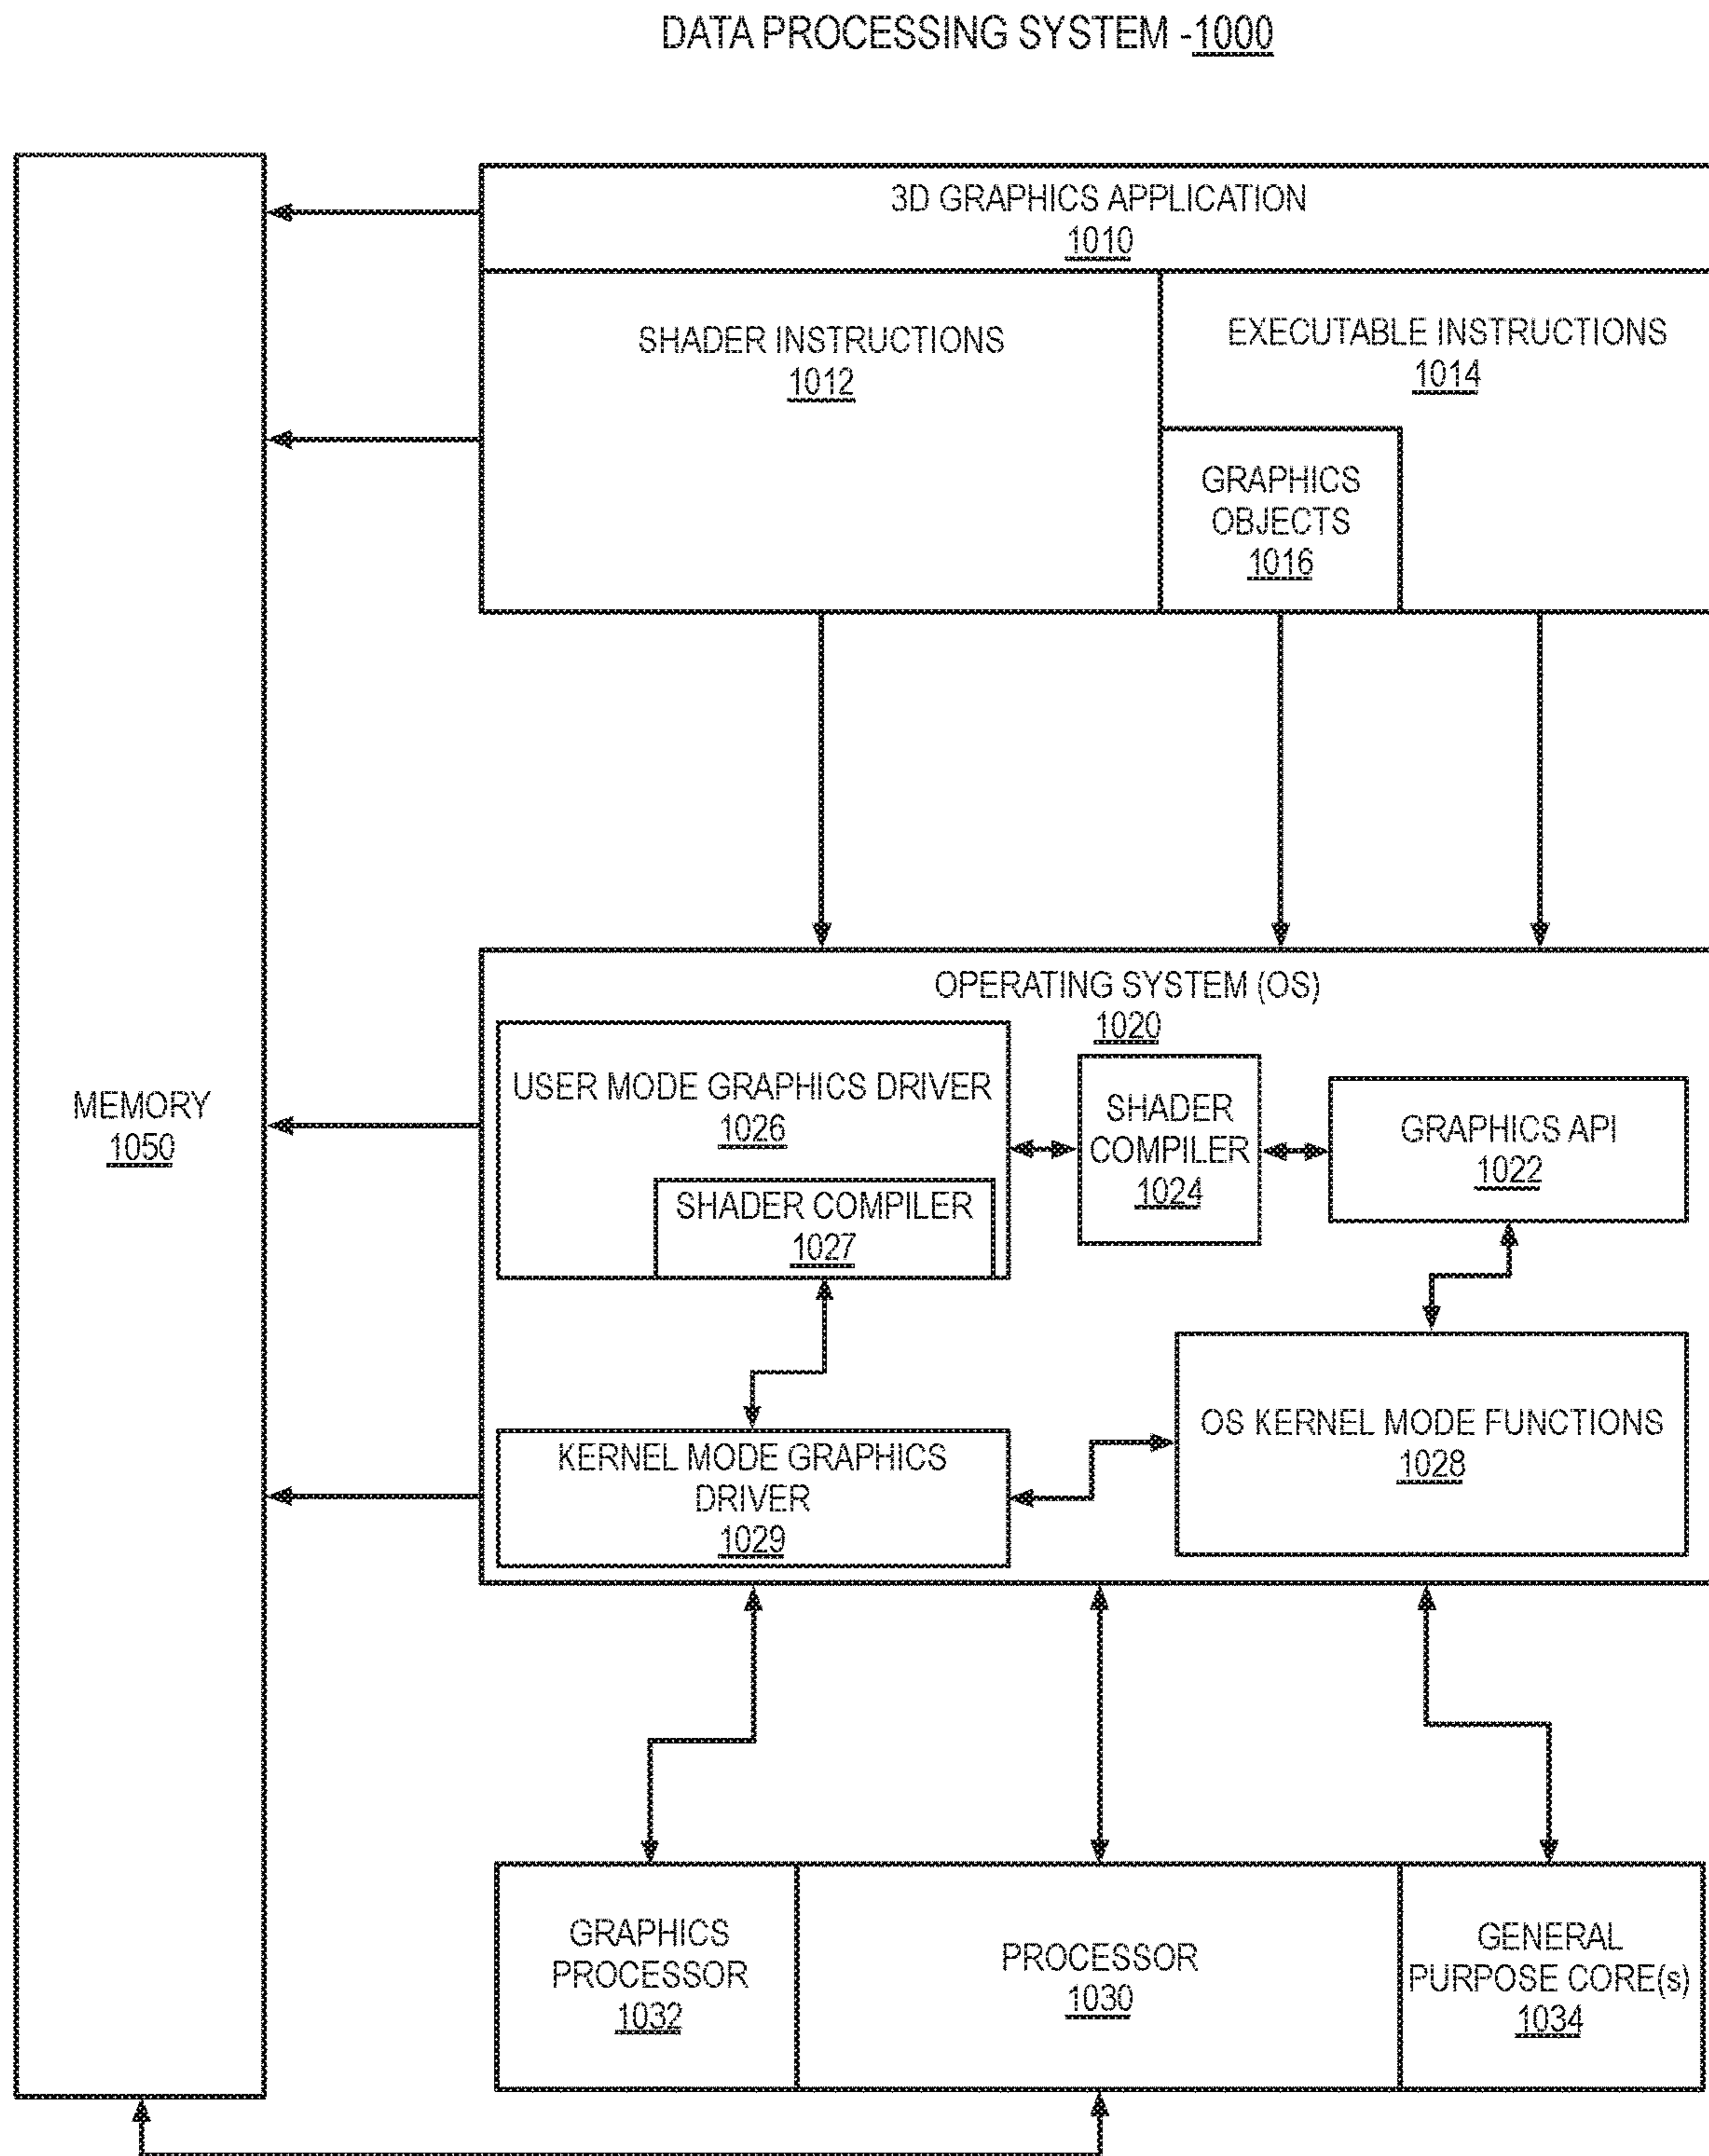 DATA PROCESSING SYSTEM -1000
3D GRAPHICS APPLICATION
1010
SHADER INSTRUCTIONS
1012
EXECUTABLE INSTRUCTIONS
1014
GRAPHICS
OBJECTS
1016
MEMORY
1050
OPERATING SYSTEM (OS)
1020
USER MODE GRAPHICS DRIVER
1026
SHADER COMPILER
1027
SHADER
COMPILER
1024
GRAPHICS API
1022
KERNEL MODE GRAPHICS
DRIVER
1029
OS KERNEL MODE FUNCTIONS
1028
GRAPHICS
PROCESSOR
1032
PROCESSOR
1030
GENERAL
PURPOSE CORE(s)
1034